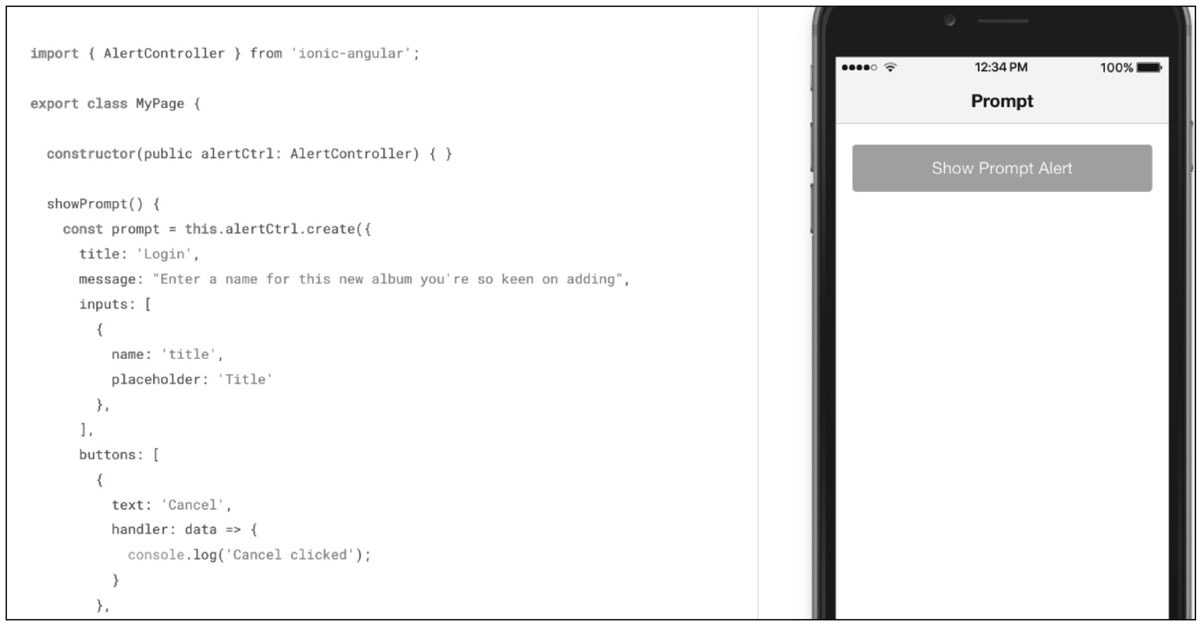 import { AlertController } from 'ionic-angular';
export class MyPage {
constructor(public alertCtrl: AlertController) { }
showPrompt() {
const prompt = this.alertCtrl.create({
title: 'Login',
message: "Enter a name for this new album you're so keen on adding",
inputs: [
{
name: 'title',
placeholder: 'Title'
},
],
buttons: [
{
text: 'Cancel',
handler: data => {
console.log('Cancel clicked');
}
},
12:34 PM 100%
Prompt
Show Prompt Alert